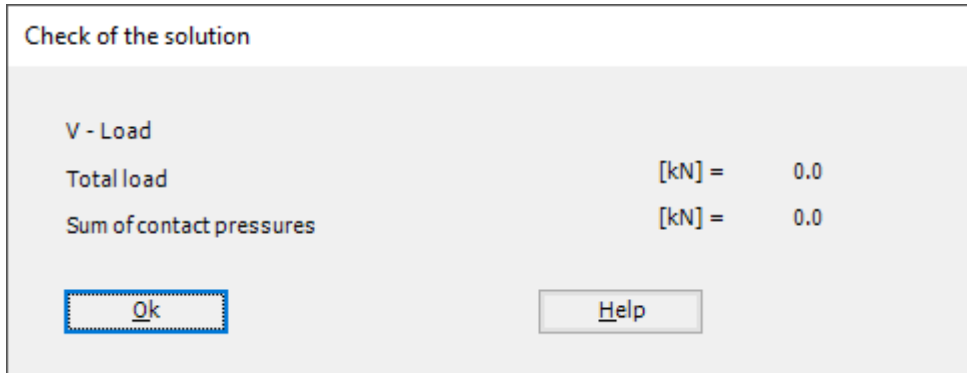 Check of the solution
V - Load
Total load [kN] = 0.0
Sum of contact pressures [kN] = 0.0
Ok Help